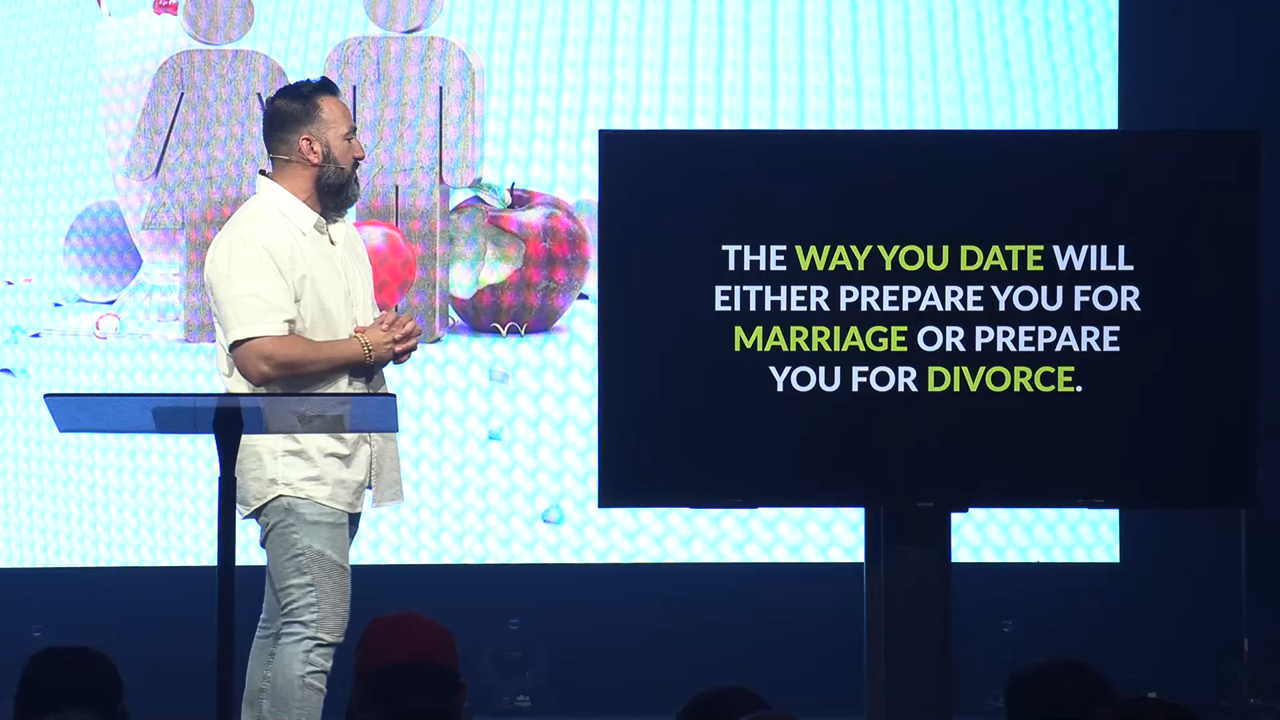 THE WAY YOU DATE WILL
EITHER PREPARE YOU FOR
MARRIAGE OR PREPARE
YOU FOR DIVORCE.